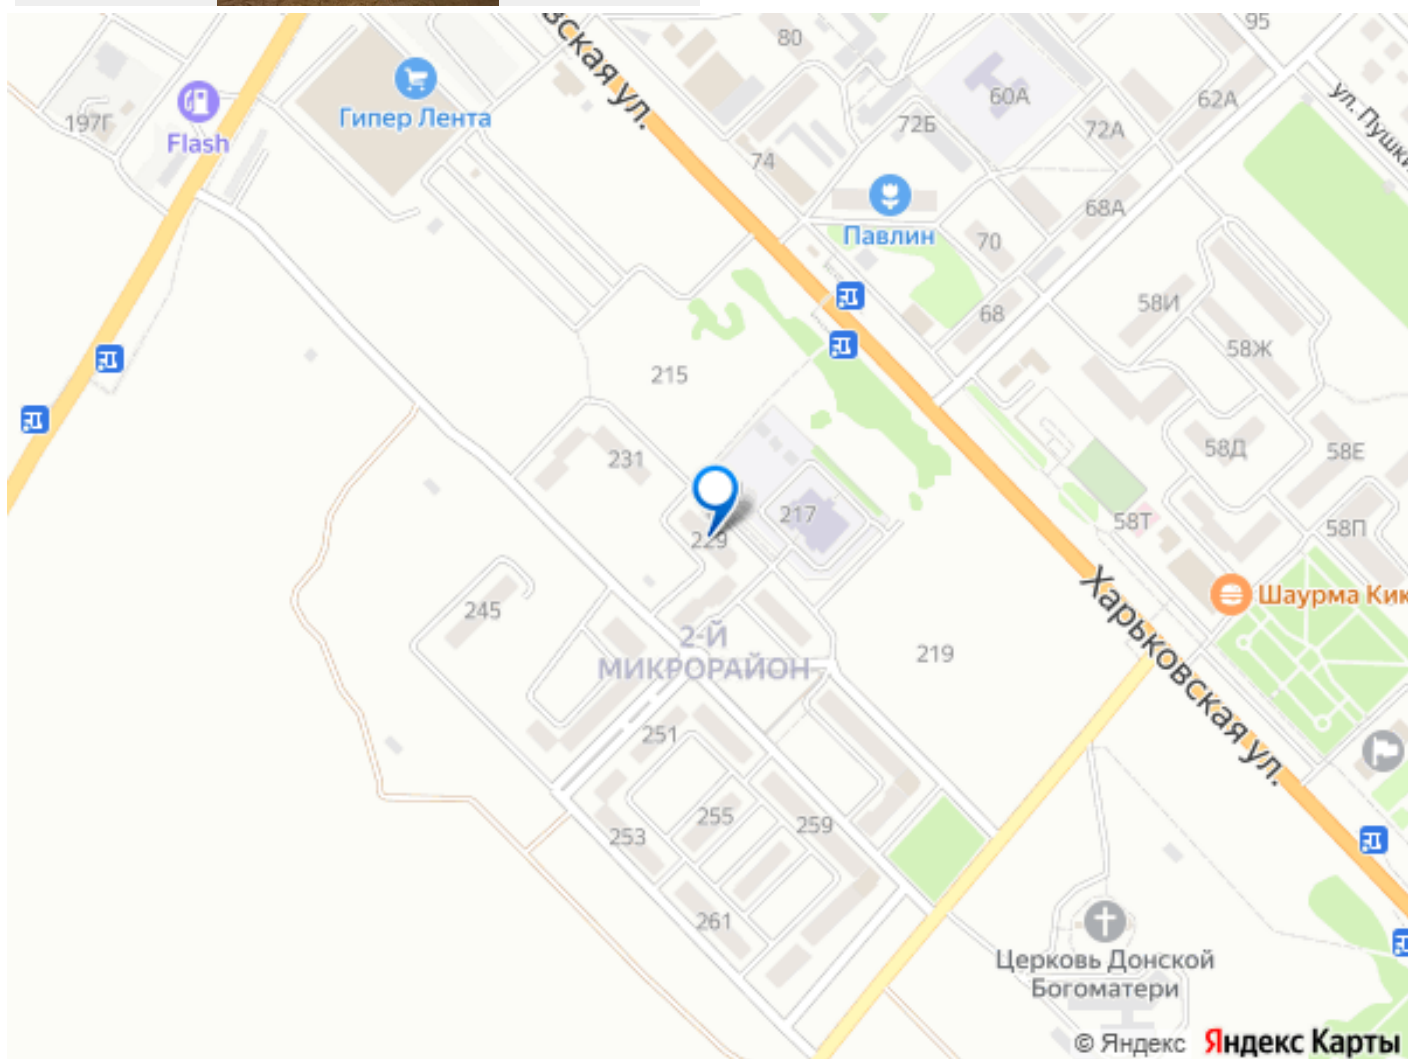 95
80
вская ул.
60А
62А
ул. Пушки
197Г
Flash
Гипер Лента
72Б
72А
74
68А
Павлин
70
58И
68
58Ж
215
58Д
58Е
231
217
58Т
58П
229
Шаурма Кик
Харьковская ул.
245
2-Й
МИКРОРАЙОН
219
251
255
259
253
261
Церковь Донской
Богоматери
© Яндекс Яндекс Карты